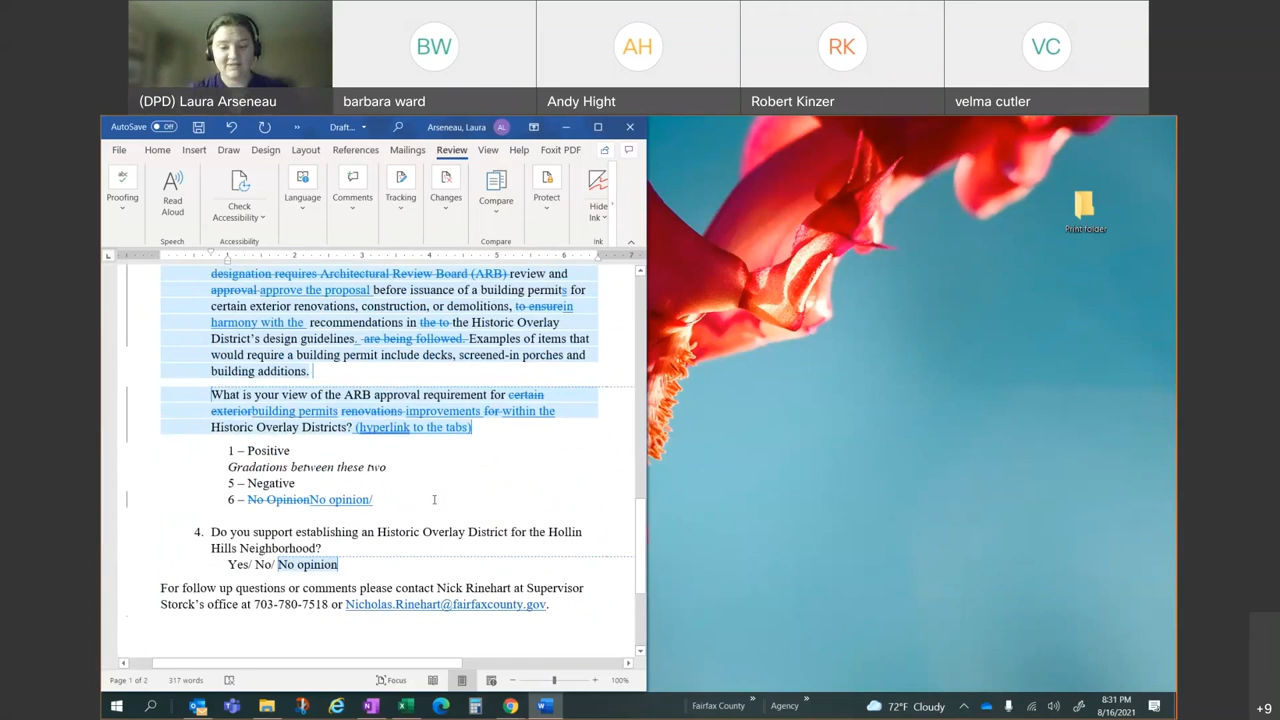 BW
AH
RK
VC
(DPD) Laura Arseneau
barbara ward
Andy Hight
Robert Kinzer
velma cutler
AutoSave Off
Draft...
Arseneau, Laura
AL
File Home Insert Draw Design Layout References Mailings Review View Help Foxit PDF
Proofing
Read Aloud
Check Accessibility
Language
Comments
Tracking
Changes
Compare
Protect
Hide Ink
Speech
Accessibility
Compare
Ink
1 2 3 4 5 6 7
designation requires Architectural Review Board (ARB) review and
approval approve the proposal before issuance of a building permits for
certain exterior renovations, construction, or demolitions, to ensurein
harmony with the recommendations in the to the Historic Overlay
District's design guidelines. are being followed. Examples of items that
would require a building permit include decks, screened-in porches and
building additions.
What is your view of the ARB approval requirement for certain
exteriorbuilding permits renovations improvements for within the
Historic Overlay Districts? (hyperlink to the tabs)
1 – Positive
Gradations between these two
5 – Negative
6 – No OpinionNo opinion/
4. Do you support establishing an Historic Overlay District for the Hollin
Hills Neighborhood?
Yes/ No/ No opinion
For follow up questions or comments please contact Nick Rinehart at Supervisor
Storck's office at 703-780-7518 or Nicholas.Rinehart@fairfaxcounty.gov.
Page 1 of 2 317 words Focus 100%
Print folder
Fairfax County Agency 72°F Cloudy
8:31 PM
8/16/2021
+9